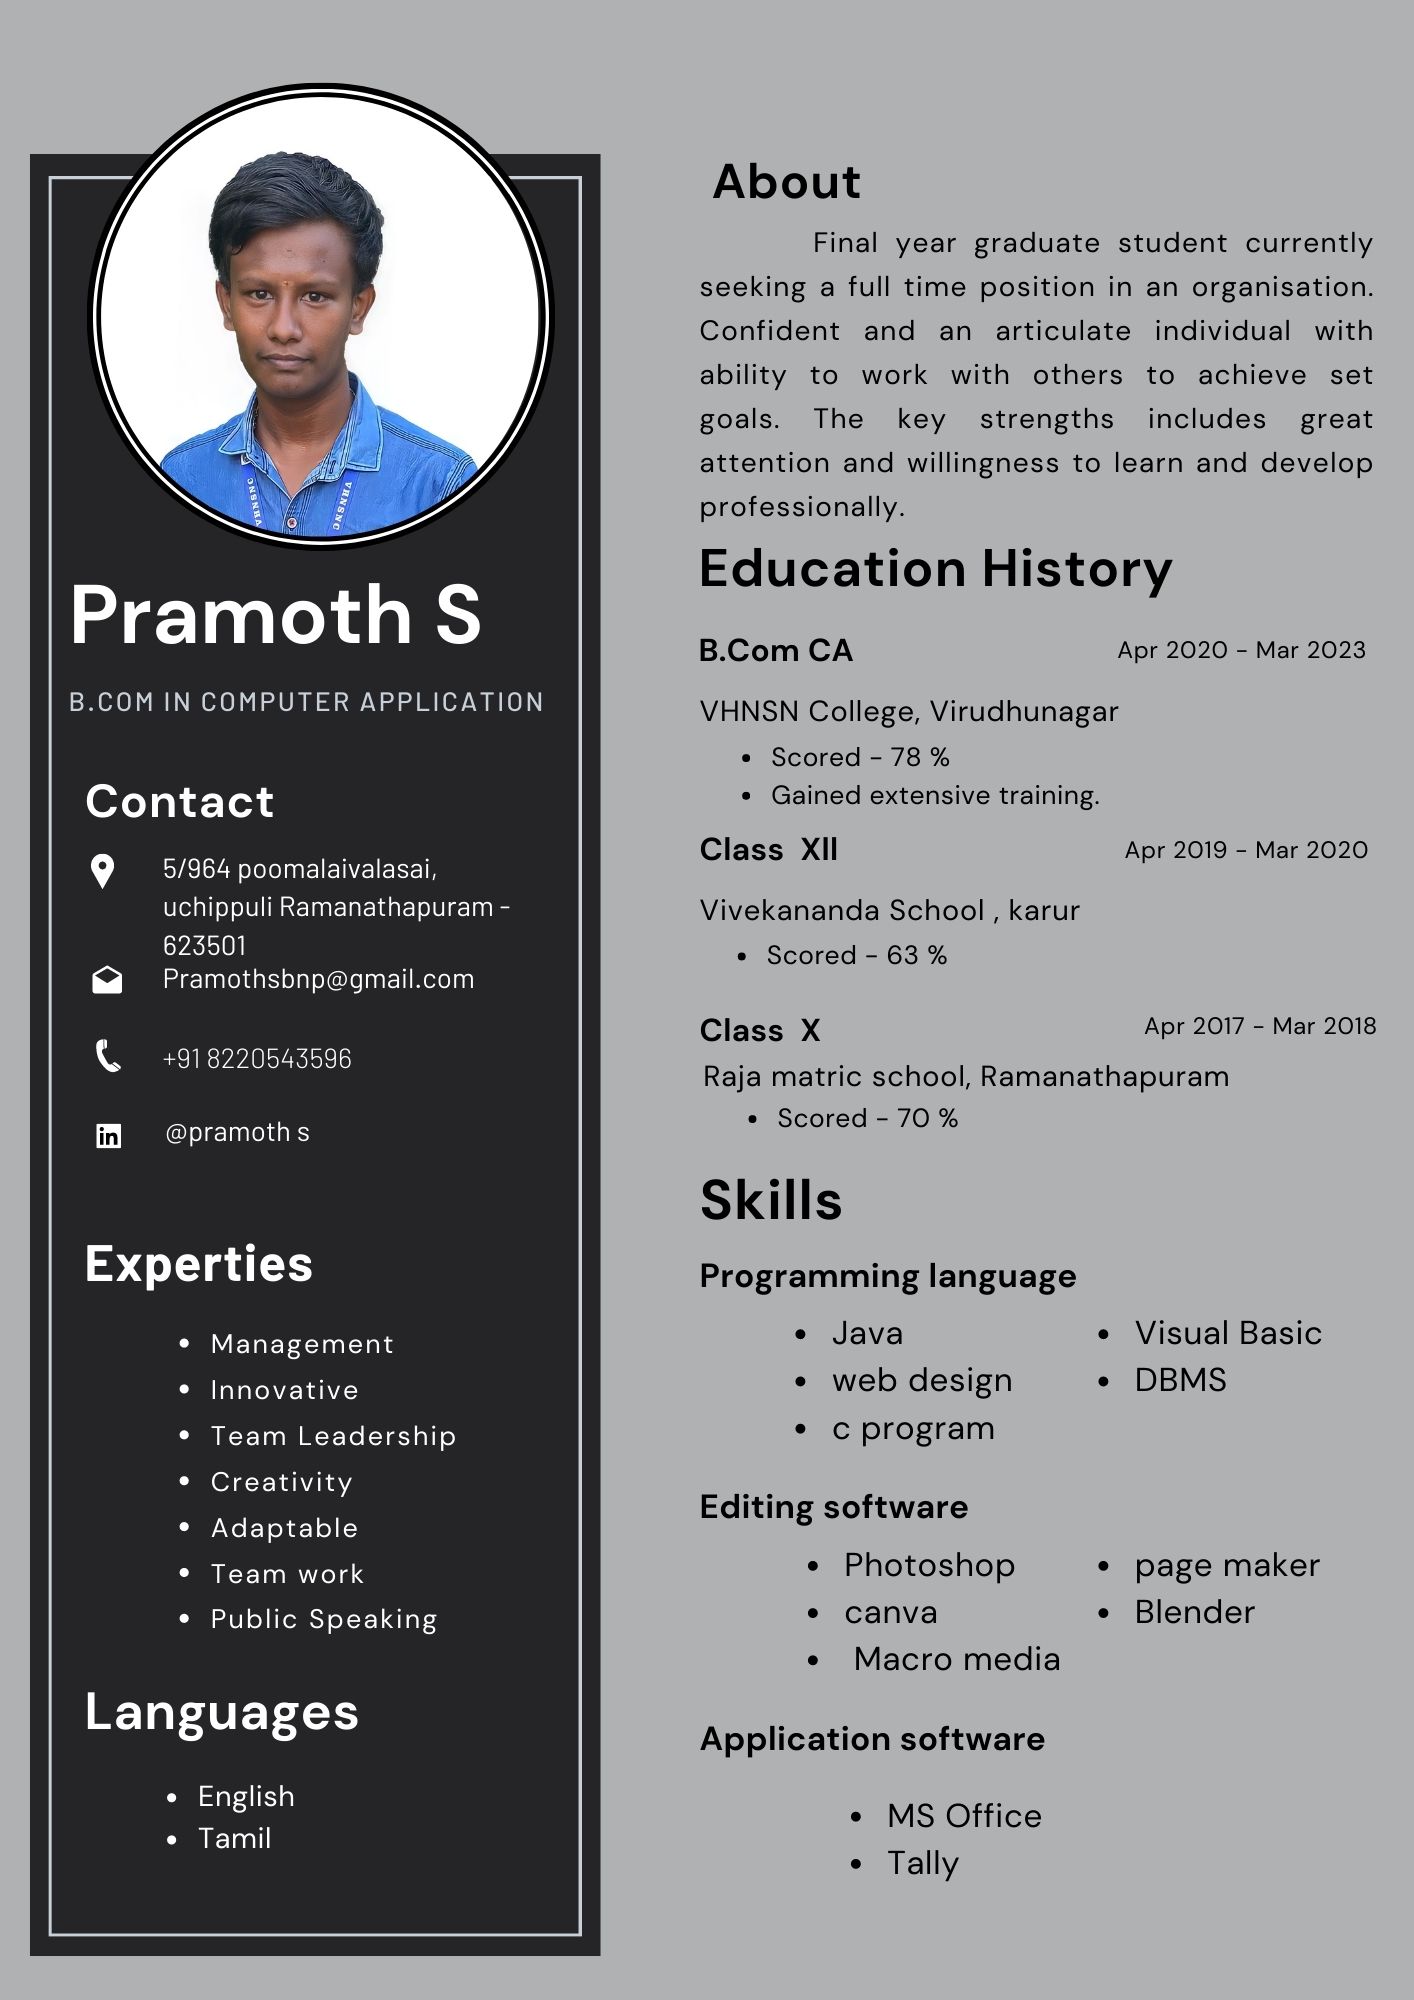 Pramoth S
B.COM IN COMPUTER APPLICATION
Contact
5/964 poomalaivalasai,
uchippuli Ramanathapuram -
623501
Pramothsbnp@gmail.com
+91 8220543596
in @pramoth s
Experties
• Management
• Innovative
• Team Leadership
• Creativity
• Adaptable
• Team work
• Public Speaking
Languages
• English
• Tamil
VHNSNC
VHNSNC
About
Final year graduate student currently
seeking a full time position in an organisation.
Confident and an articulate individual with
ability to work with others to achieve set
goals. The key strengths includes great
attention and willingness to learn and develop
professionally.
Education History
B.Com CA Apr 2020 - Mar 2023
VHNSN College, Virudhunagar
• Scored - 78 %
• Gained extensive training.
Class Xll Apr 2019 - Mar 2020
Vivekananda School , karur
• Scored - 63 %
Class X Apr 2017 - Mar 2018
Raja matric school, Ramanathapuram
• Scored - 70 %
Skills
Programming language
• Java • Visual Basic
• web design • DBMS
• c program
Editing software
• Photoshop • page maker
• canva • Blender
• Macro media
Application software
• MS Office
• Tally